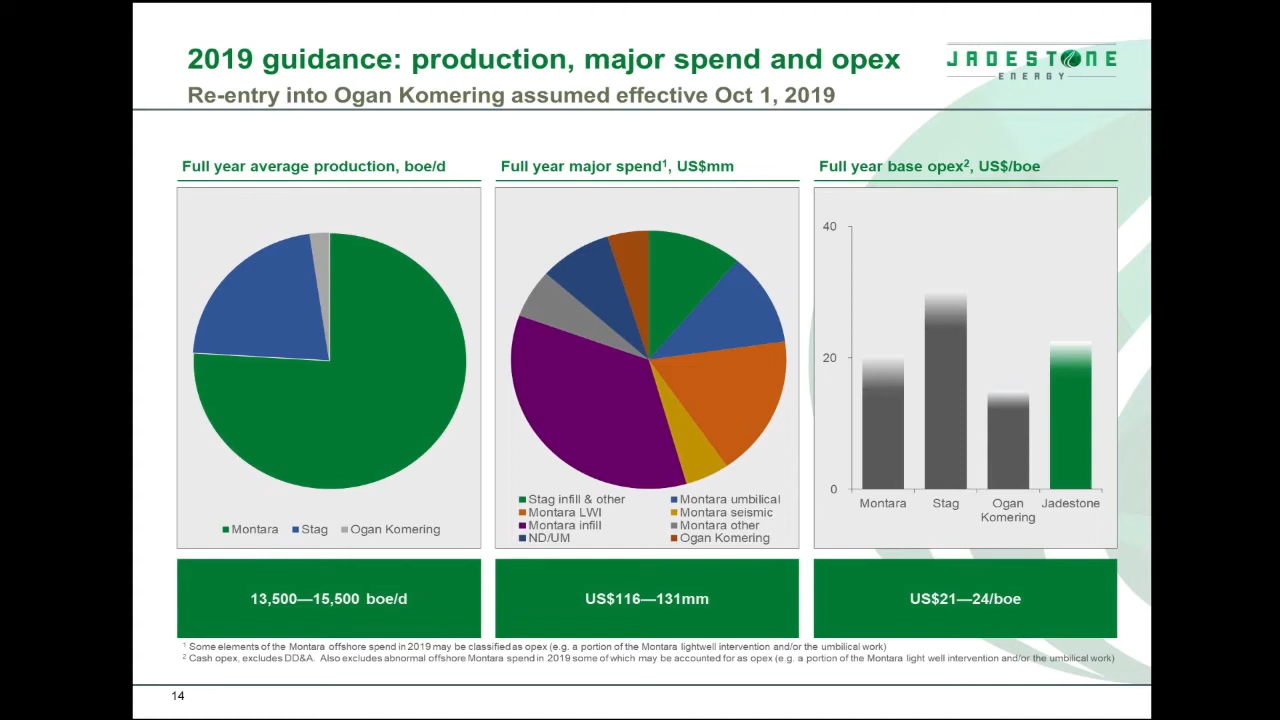 2019 guidance: production, major spend and opex
JADESTONE
ENERGY
Re-entry into Ogan Komering assumed effective Oct 1, 2019
Full year average production, boe/d
Montara
Stag
Ogan Komering
13,500—15,500 boe/d
Full year major spend¹, US$mm
Stag infill & other
Montara umbilical
Montara LWI
Montara seismic
Montara infill
Montara other
ND/UM
Ogan Komering
US$116—131mm
Full year base opex², US$/boe
40
20
0
Montara
Stag
Ogan
Komering
Jadestone
US$21—24/boe
¹ Some elements of the Montara offshore spend in 2019 may be classified as opex (e.g. a portion of the Montara lightwell intervention and/or the umbilical work)
² Cash opex, excludes DD&A. Also excludes abnormal offshore Montara spend in 2019 some of which may be accounted for as opex (e.g. a portion of the Montara light well intervention and/or the umbilical work)
14